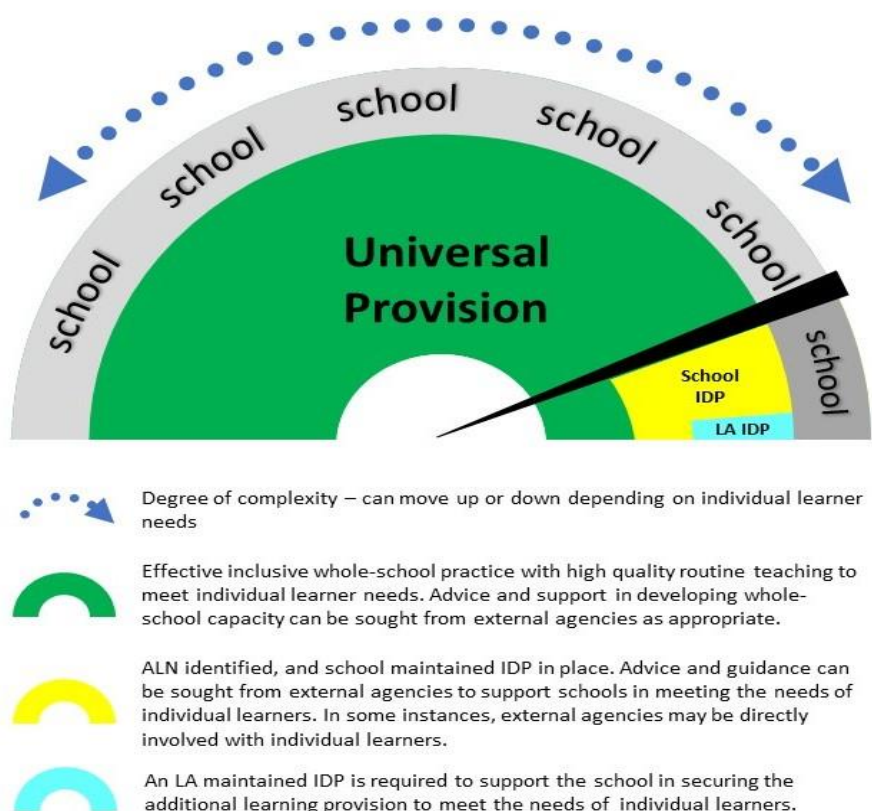 school
school
school
school
school
school
Universal
Provision
School
IDP
LA IDP
Degree of complexity – can move up or down depending on individual learner
needs
Effective inclusive whole-school practice with high quality routine teaching to
meet individual learner needs. Advice and support in developing whole-
school capacity can be sought from external agencies as appropriate.
ALN identified, and school maintained IDP in place. Advice and guidance can
be sought from external agencies to support schools in meeting the needs of
individual learners. In some instances, external agencies may be directly
involved with individual learners.
An LA maintained IDP is required to support the school in securing the
additional learning provision to meet the needs of individual learners.